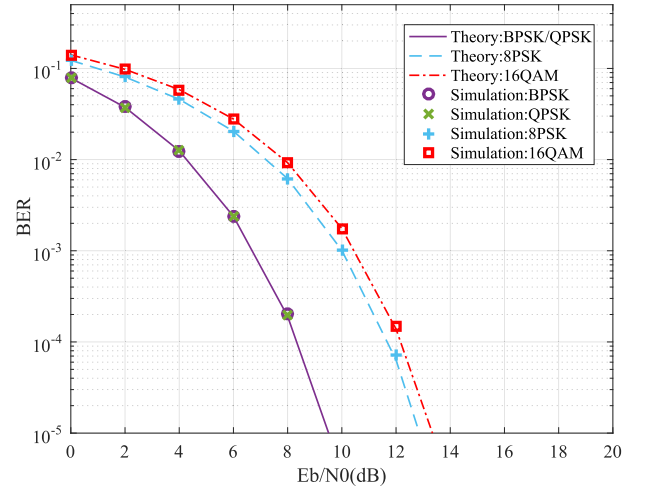 Theory:BPSK/QPSK
Theory:8PSK
Theory:16QAM
Simulation:BPSK
Simulation:QPSK
Simulation:8PSK
Simulation:16QAM
BER
10^-1
10^-2
10^-3
10^-4
10^-5
0 2 4 6 8 10 12 14 16 18 20
Eb/N0(dB)